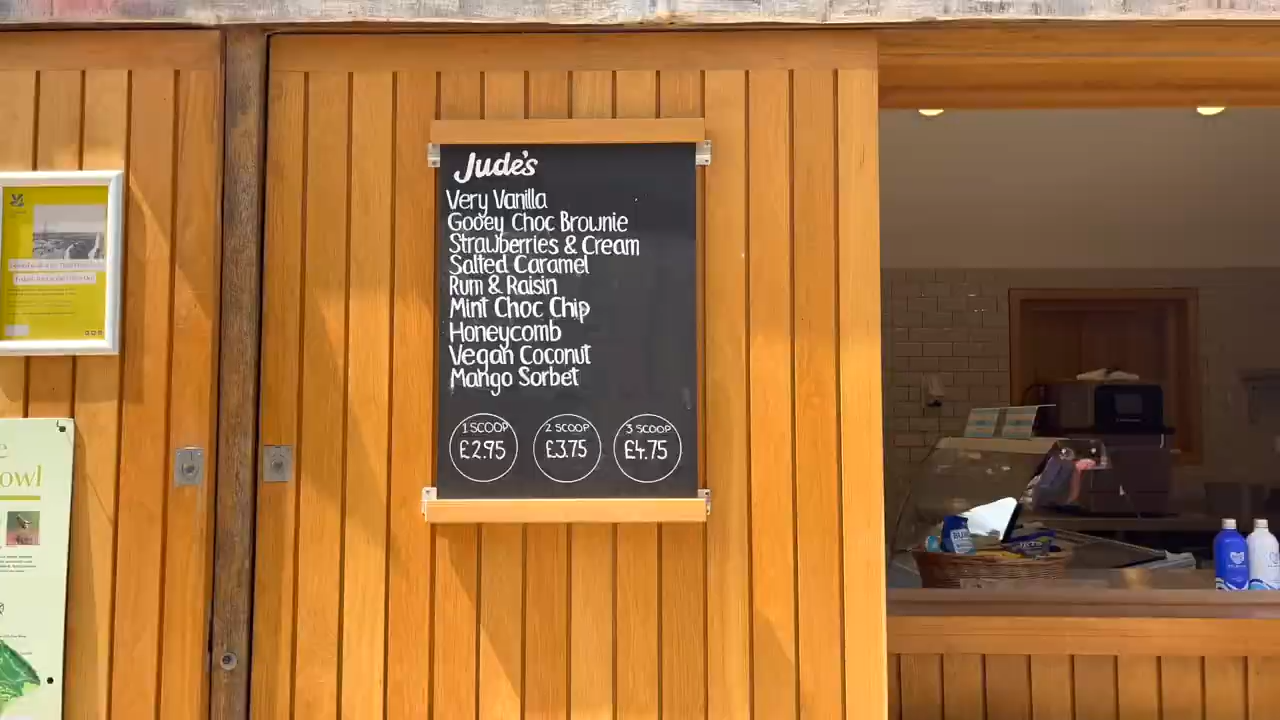 Jude's
Very Vanilla
Gooey Choc Brownie
Strawberries & Cream
Salted Caramel
Rum & Raisin
Mint Choc Chip
Honeycomb
Vegan Coconut
Mango Sorbet
1 SCOOP
£2.95
2 SCOOP
£3.75
3 SCOOP
£4.75
owl